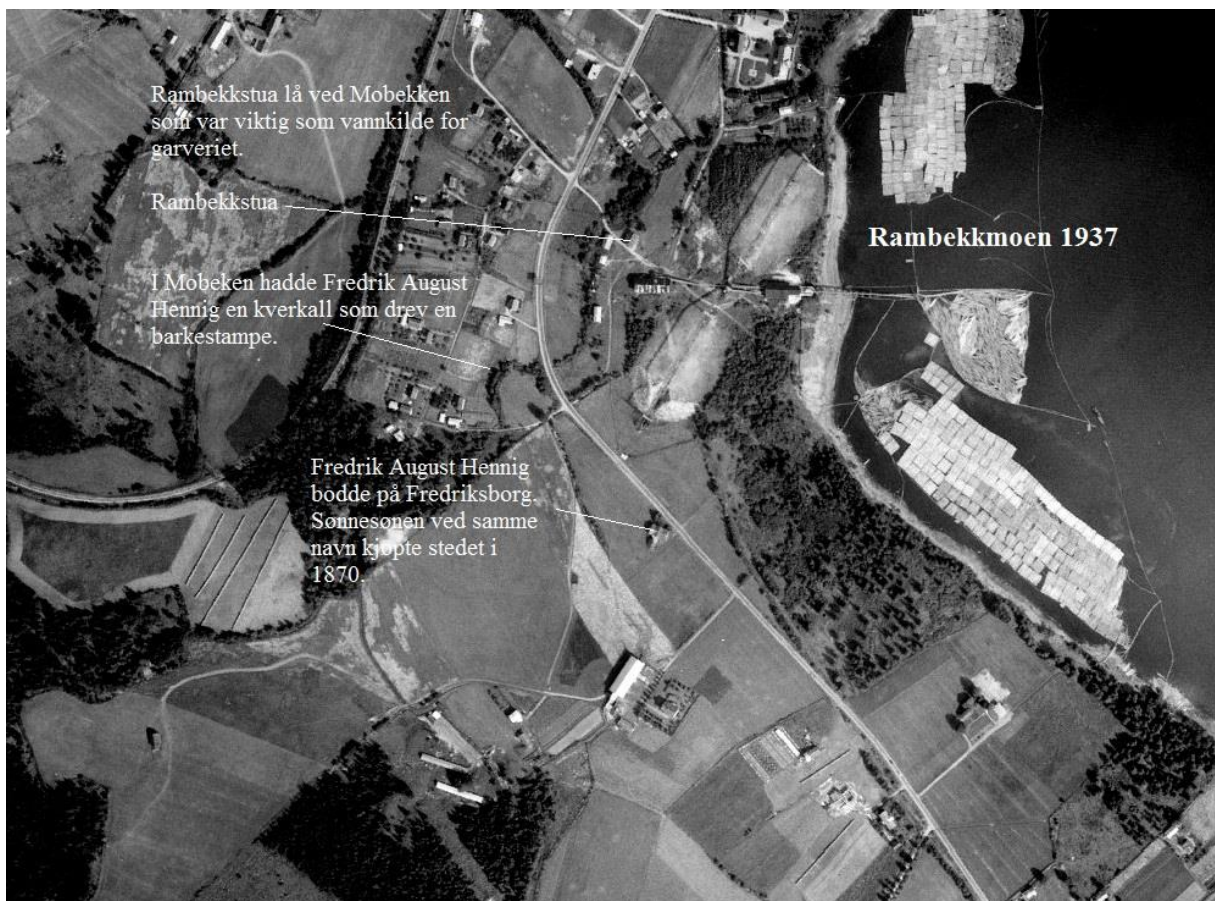 Rambekkstua lå ved Mobekken
som var viktig som vannkilde for
garveriet.
Rambekkstua
Rambekkmoen 1937
I Mobeken hadde Fredrik August
Hennig en kverkall som drev en
barkestampe.
Fredrik August Hennig
bodde på Fredriksborg.
Sønnesønen ved samme
navn kjøpte stedet i
1870.